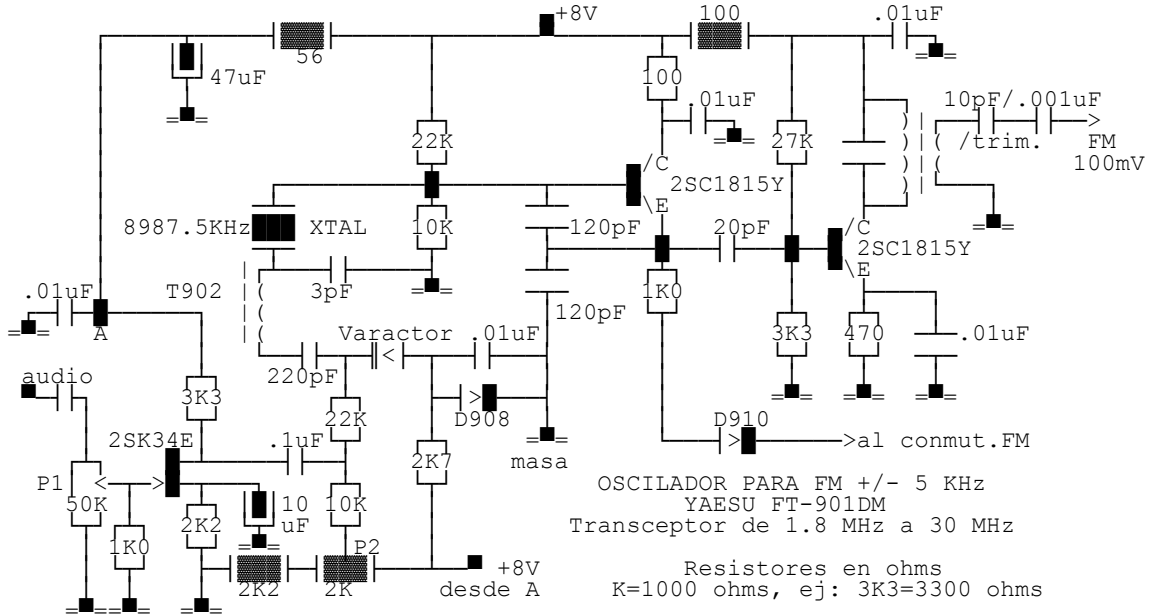 +8V
100
.01uF
56
47uF
100
.01uF
10pF/.001uF
22K
27K
/trim.
FM
100mV
/C
2SC1815Y
\E
8987.5KHz
XTAL
10K
120pF
20pF
/C
2SC1815Y
\E
.01uF
T902
3pF
1K0
120pF
A
Varactor
.01uF
3K3
470
.01uF
audio
220pF
3K3
22K
D908
D910
2SK34E
.1uF
2K7
masa
>al conmut.FM
P1
50K
10
uF
10K
OSCILADOR PARA FM +/- 5 KHz
YAESU FT-901DM
Transceptor de 1.8 MHz a 30 MHz
1K0
2K2
P2
2K2
2K
+8V
desde A
Resistores en ohms
K=1000 ohms, ej: 3K3=3300 ohms